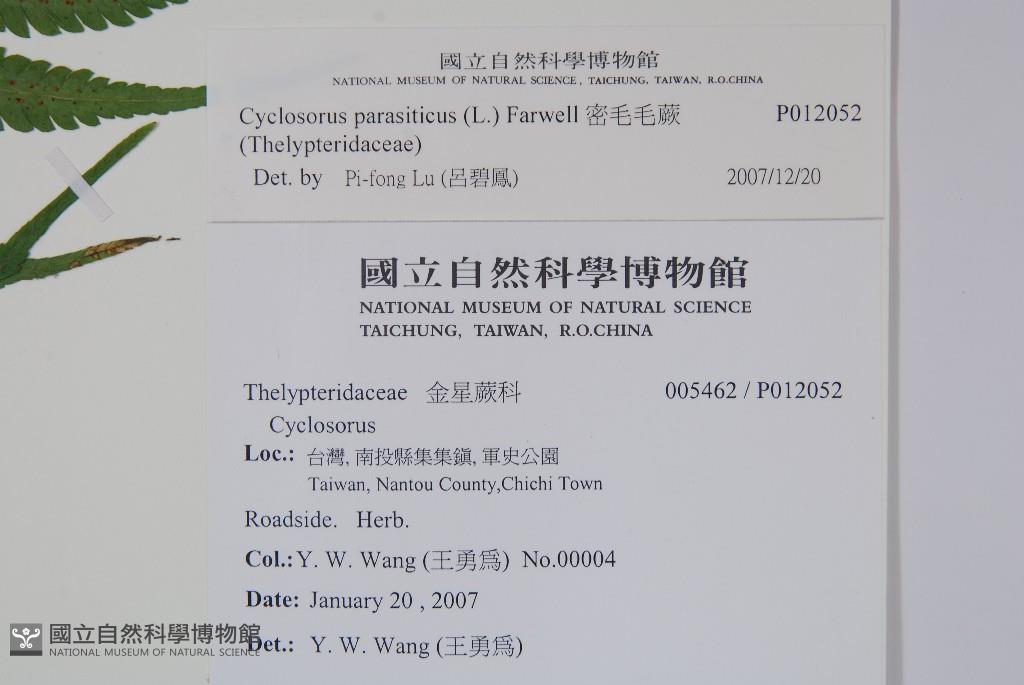 國立自然科學博物館
NATIONAL MUSEUM OF NATURAL SCIENCE, TAICHUNG, TAIWAN, R.O.CHINA
Cyclosorus parasiticus (L.) Farwell 密毛毛蕨 P012052
(Thelypteridaceae)
Det. by Pi-fong Lu (呂碧鳳) 2007/12/20
國立自然科學博物館
NATIONAL MUSEUM OF NATURAL SCIENCE
TAICHUNG, TAIWAN, R.O.CHINA
Thelypteridaceae 金星蕨科 005462 / P012052
Cyclosorus
Loc.: 台灣, 南投縣集集鎮, 軍史公園
Taiwan, Nantou County,Chichi Town
Roadside. Herb.
Col.: Y. W. Wang (王勇爲) No.00004
Date: January 20 , 2007
Det.: Y. W. Wang (王勇爲)
國立自然科學博物館
NATIONAL MUSEUM OF NATURAL SCIENCE